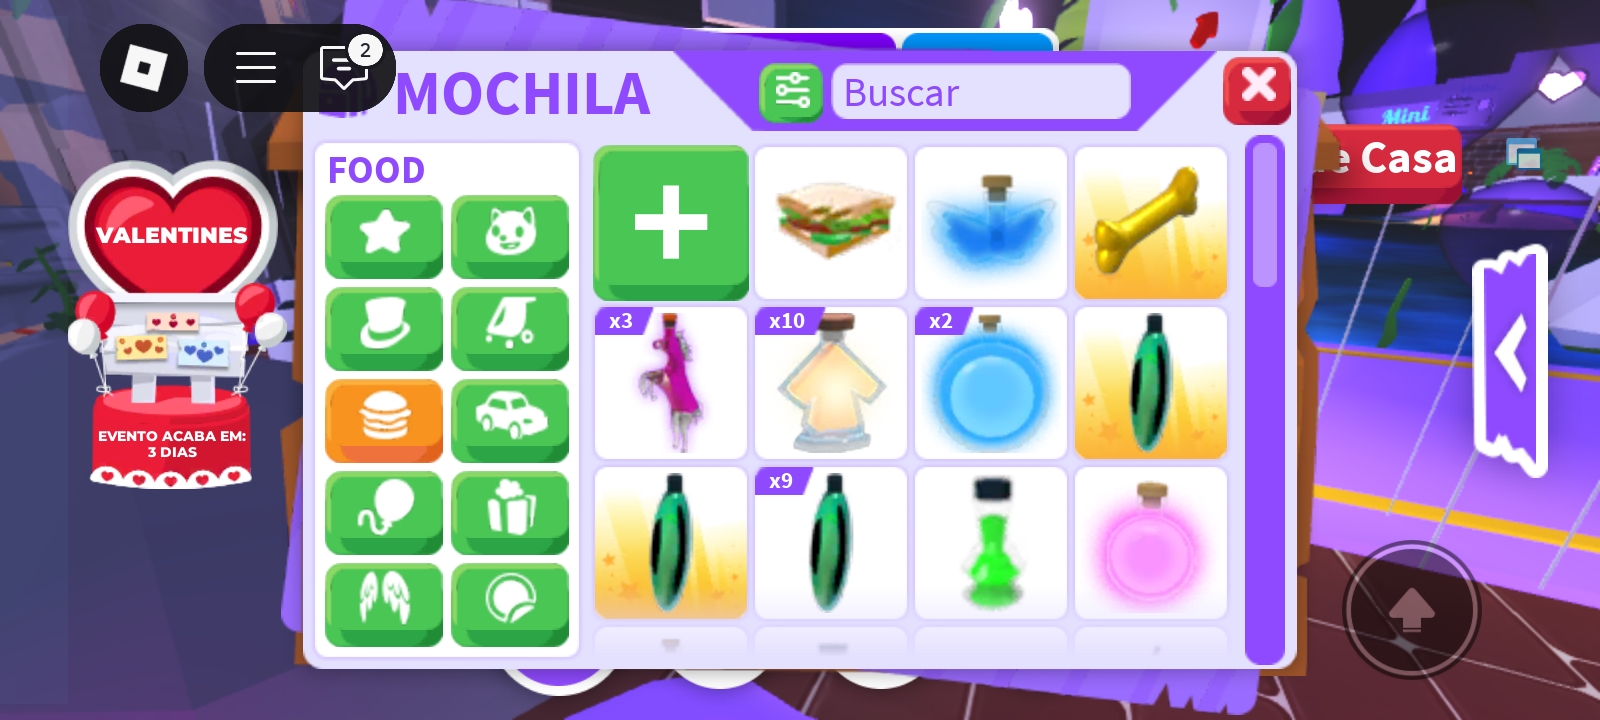 2
MOCHILA
Buscar
Mini
e Casa
FOOD
VALENTINES
EVENTO ACABA EM:
3 DIAS
x3
x10
x2
x9